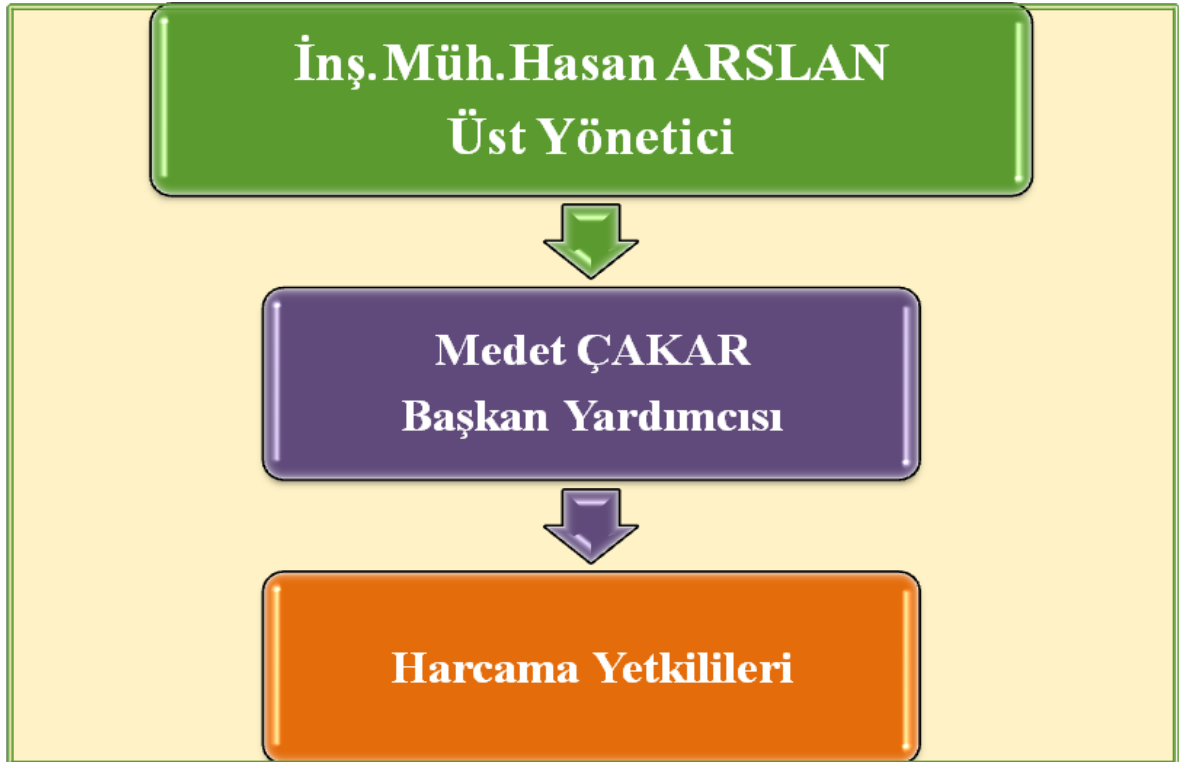 İnş.Müh.Hasan ARSLAN
Üst Yönetici
Medet ÇAKAR
Başkan Yardımcısı
Harcama Yetkilileri